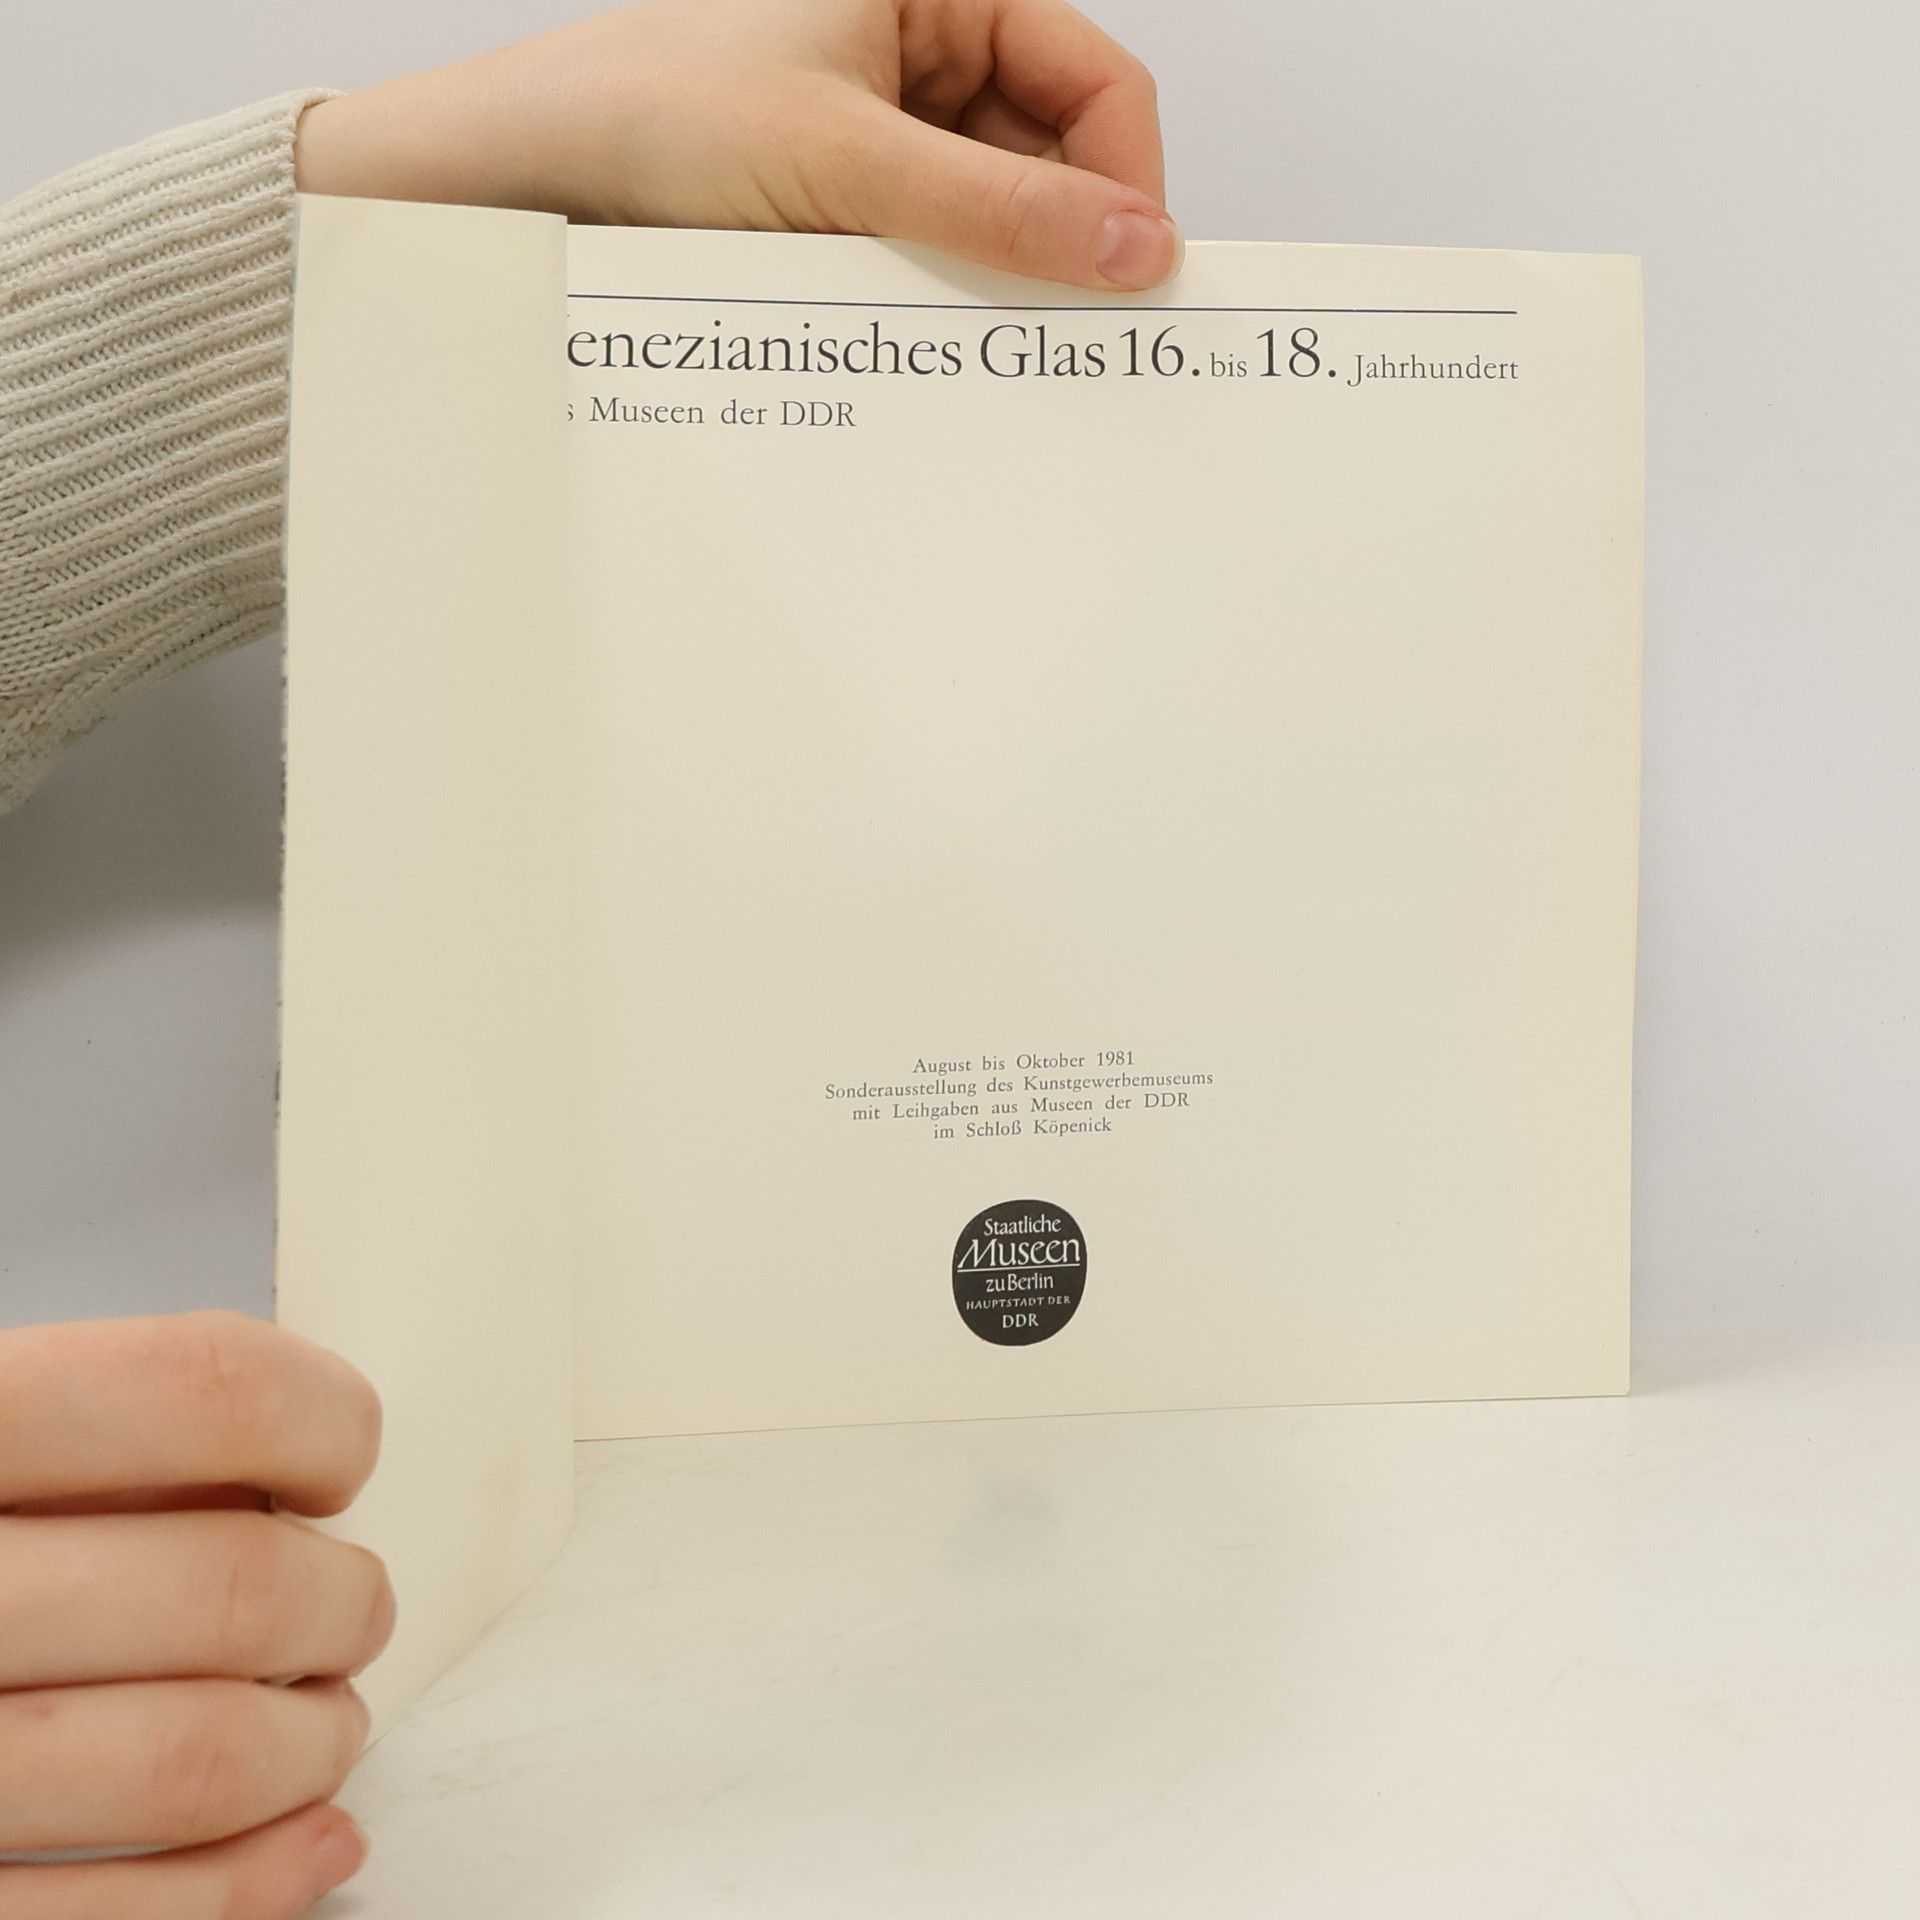 enezianisches Glas 16. bis 18. Jahrhundert
s Museen der DDR
August bis Oktober 1981
Sonderausstellung des Kunstgewerbemuseums
mit Leihgaben aus Museen der DDR
im Schloß Köpenick
Staatliche
Museen
zu Berlin
HAUPTSTADT DER
DDR